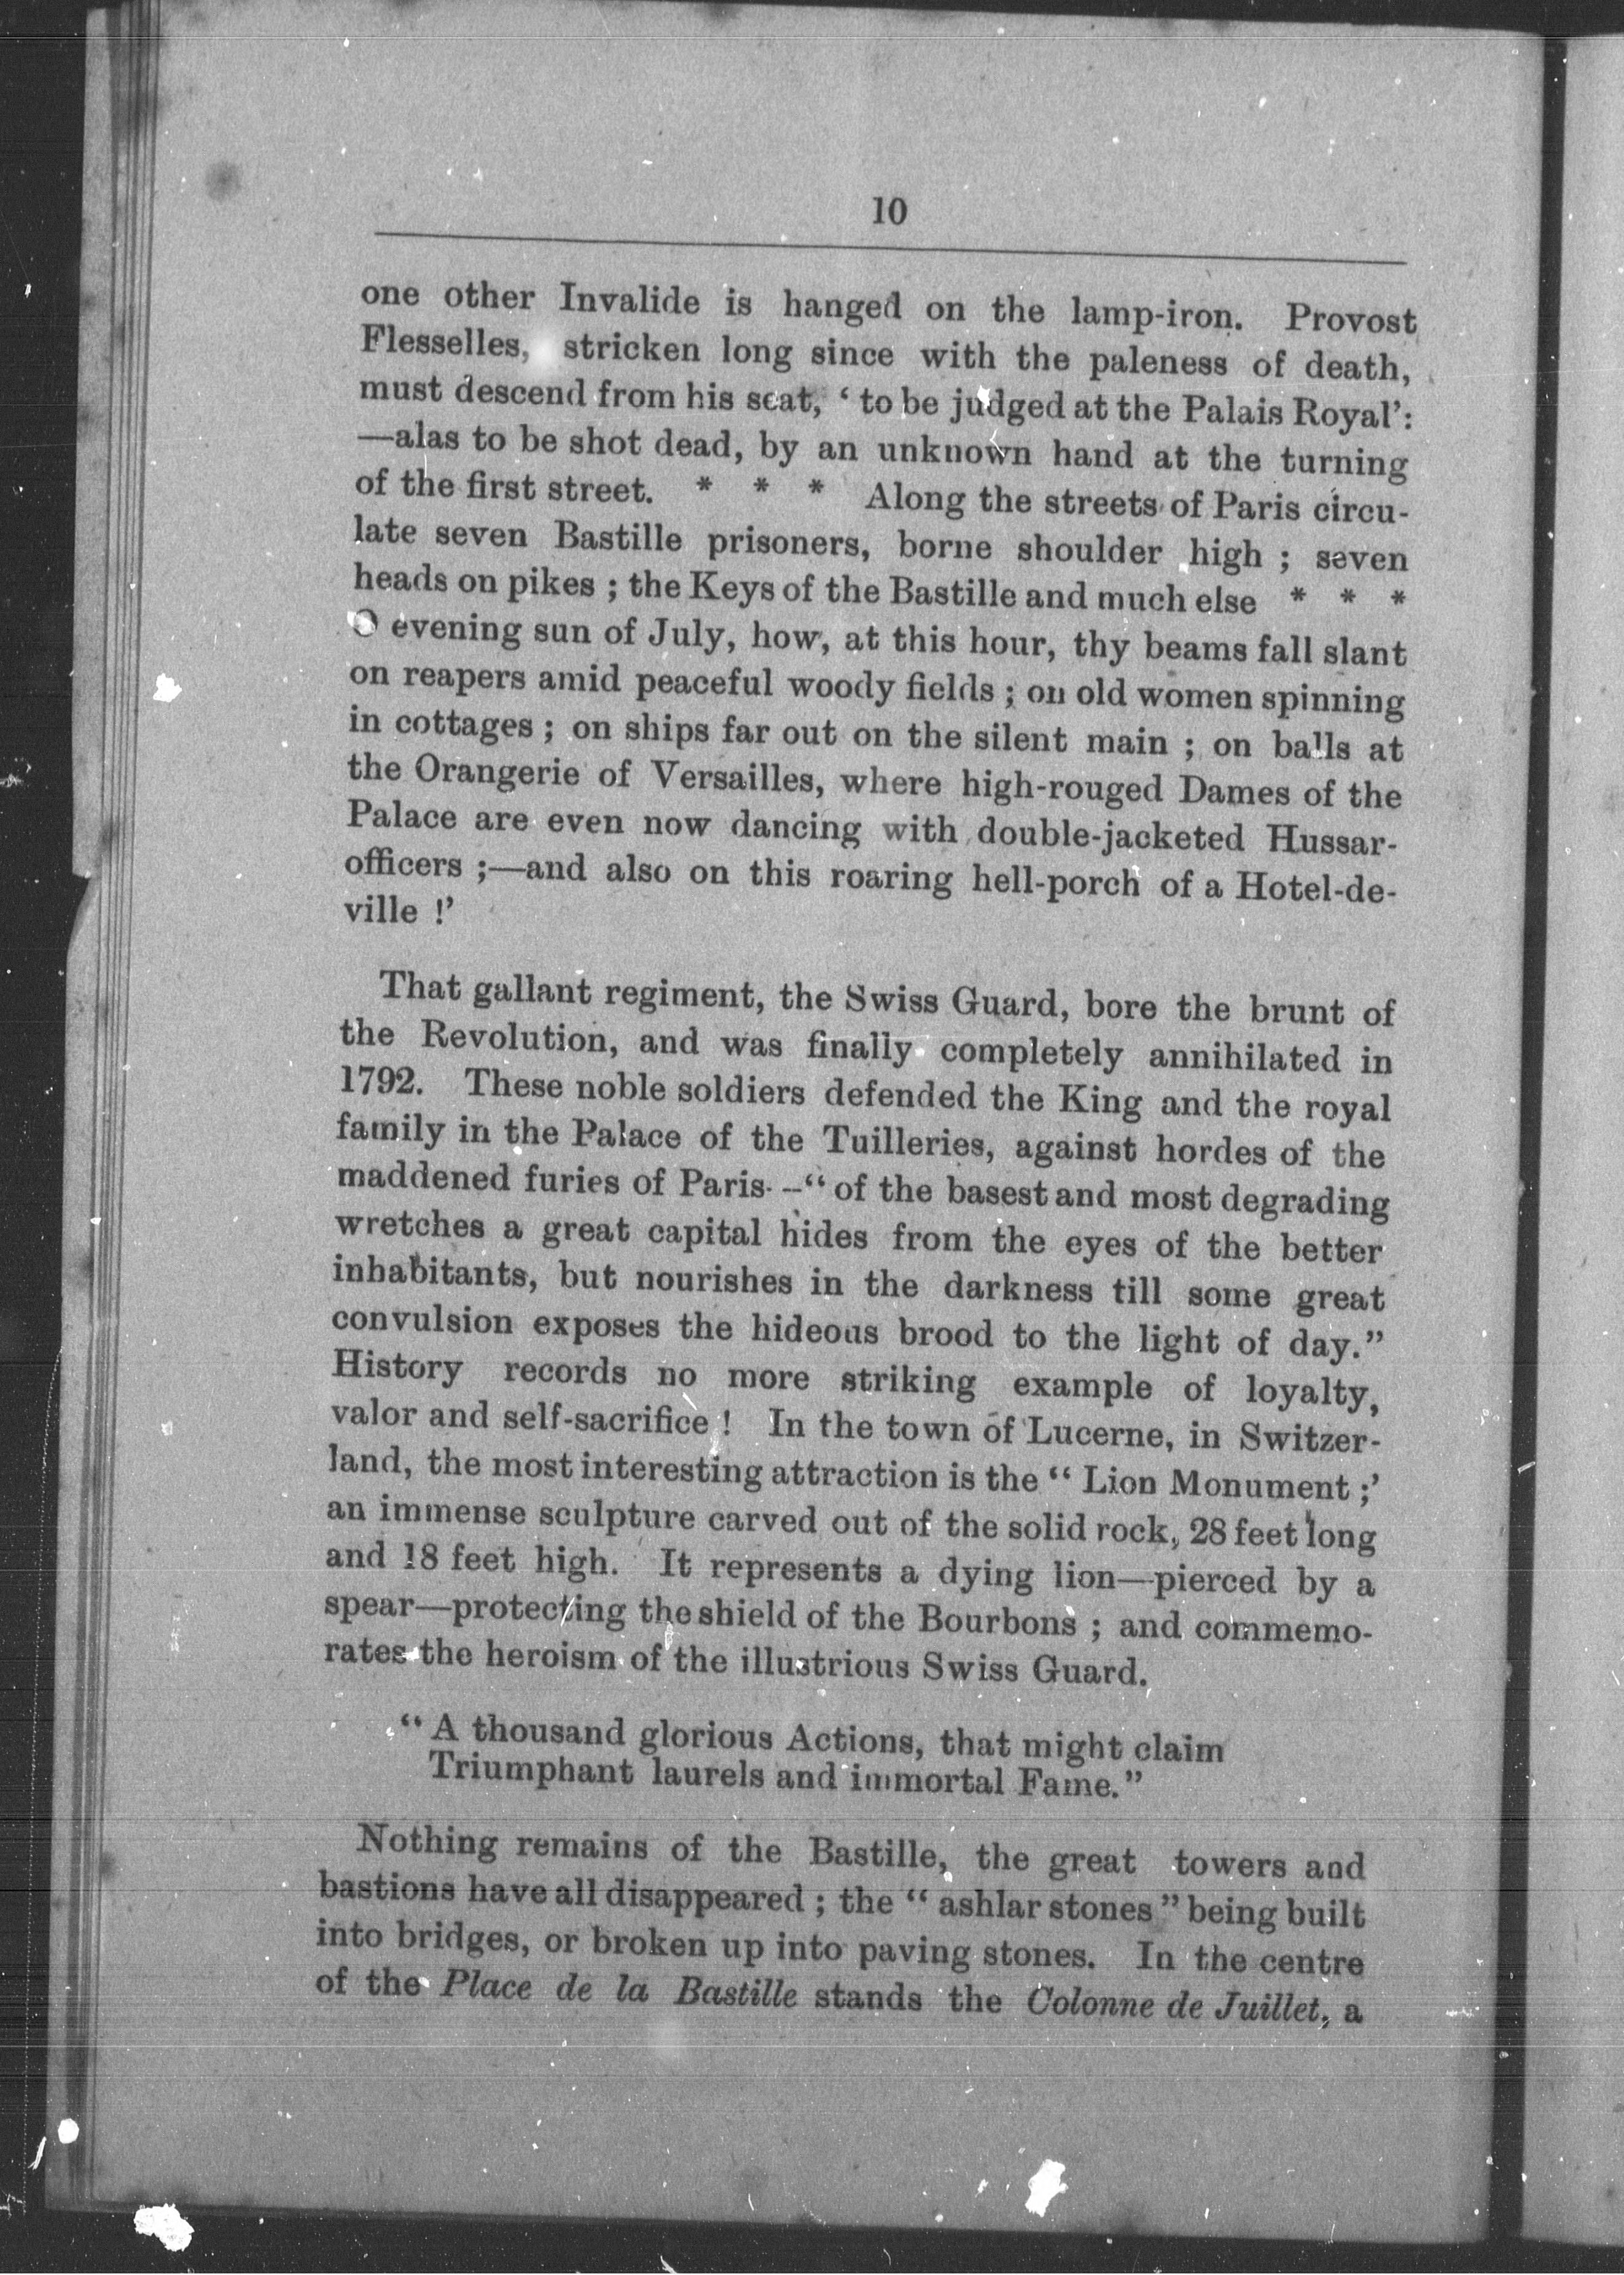 10
one other Invalide is hanged on the lamp-iron. Provost
Flesselles, stricken long since with the paleness of death,
must descend from his seat, ‘ to be judged at the Palais Royal’:
—alas to be shot dead, by an unknown hand at the turning
of the first street. * * * Along the streets of Paris circu-
late seven Bastille prisoners, borne shoulder high ; seven
heads on pikes ; the Keys of the Bastille and much else * * *
O evening sun of July, how, at this hour, thy beams fall slant
on reapers amid peaceful woody fields ; on old women spinning
in cottages ; on ships far out on the silent main ; on balls at
the Orangerie of Versailles, where high-rouged Dames of the
Palace are even now dancing with double-jacketed Hussar-
officers ;—and also on this roaring hell-porch of a Hotel-de-
ville !’
That gallant regiment, the Swiss Guard, bore the brunt of
the Revolution, and was finally completely annihilated in
1792. These noble soldiers defended the King and the royal
family in the Palace of the Tuilleries, against hordes of the
maddened furies of Paris—“ of the basest and most degrading
wretches a great capital hides from the eyes of the better
inhabitants, but nourishes in the darkness till some great
convulsion exposes the hideous brood to the light of day.”
History records no more striking example of loyalty,
valor and self-sacrifice ! In the town of Lucerne, in Switzer-
land, the most interesting attraction is the “ Lion Monument ;’
an immense sculpture carved out of the solid rock, 28 feet long
and 18 feet high. It represents a dying lion—pierced by a
spear—protecting the shield of the Bourbons ; and commemo-
rates the heroism of the illustrious Swiss Guard.
“ A thousand glorious Actions, that might claim
Triumphant laurels and immortal Fame.”
Nothing remains of the Bastille, the great towers and
bastions have all disappeared ; the “ ashlar stones ” being built
into bridges, or broken up into paving stones. In the centre
of the Place de la Bastille stands the Colonne de Juillet, a